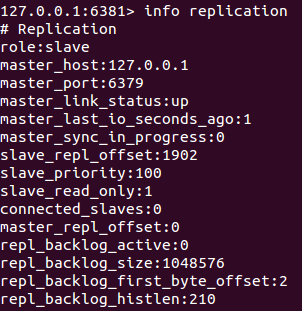 127.0.0.1:6381> info replication
# Replication
role:slave
master_host:127.0.0.1
master_port:6379
master_link_status:up
master_last_io_seconds_ago:1
master_sync_in_progress:0
slave_repl_offset:1902
slave_priority:100
slave_read_only:1
connected_slaves:0
master_repl_offset:0
repl_backlog_active:0
repl_backlog_size:1048576
repl_backlog_first_byte_offset:2
repl_backlog_histlen:210